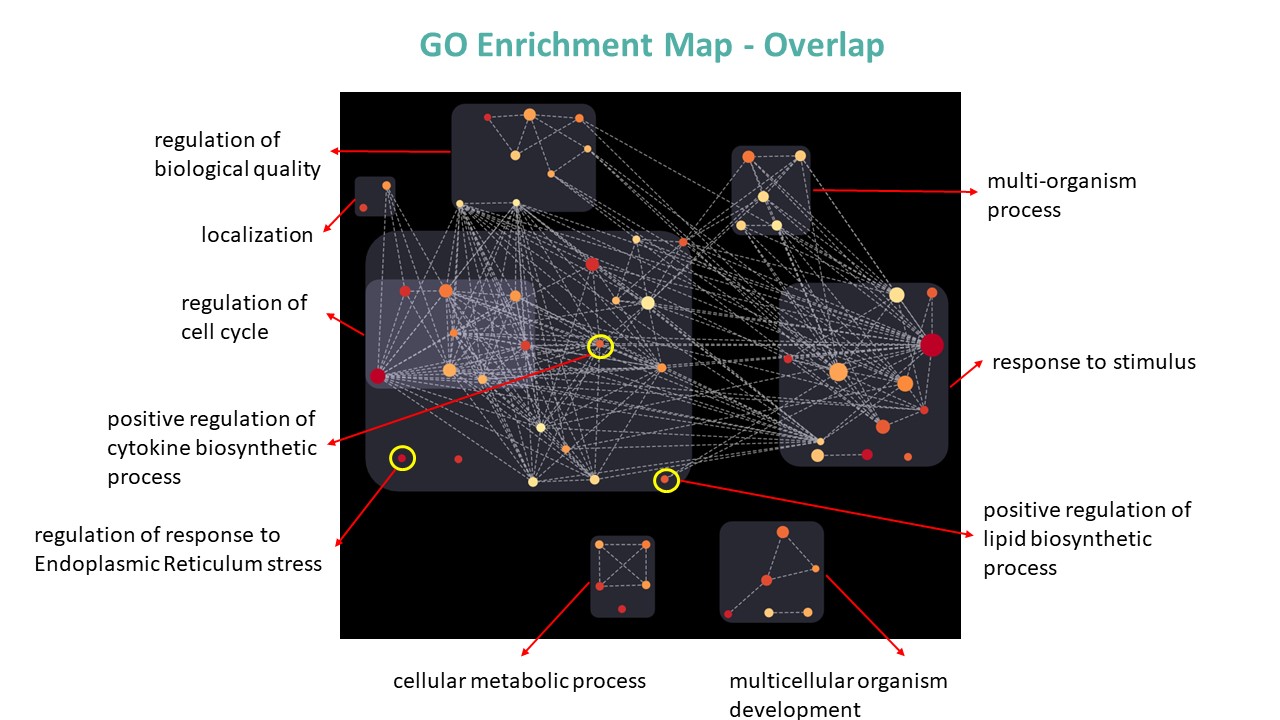 GO Enrichment Map - Overlap
regulation of
biological quality
localization
regulation of
cell cycle
positive regulation of
cytokine biosynthetic
process
regulation of response to
Endoplasmic Reticulum stress
multi-organism
process
response to stimulus
positive regulation of
lipid biosynthetic
process
cellular metabolic process
multicellular organism
development